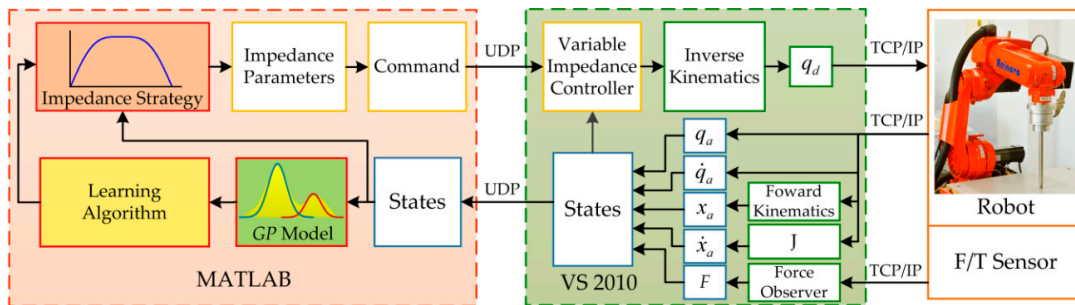 Impedance Strategy
Impedance
Parameters
Command
UDP
Variable
Impedance
Controller
Inverse
Kinematics
q_d
TCP/IP
Reinovo
Robot
TCP/IP
q_a
q̇_a
x_a
Foward
Kinematics
ẋ_a
J
F
Force
Observer
TCP/IP
F/T Sensor
States
VS 2010
UDP
States
GP Model
Learning
Algorithm
MATLAB